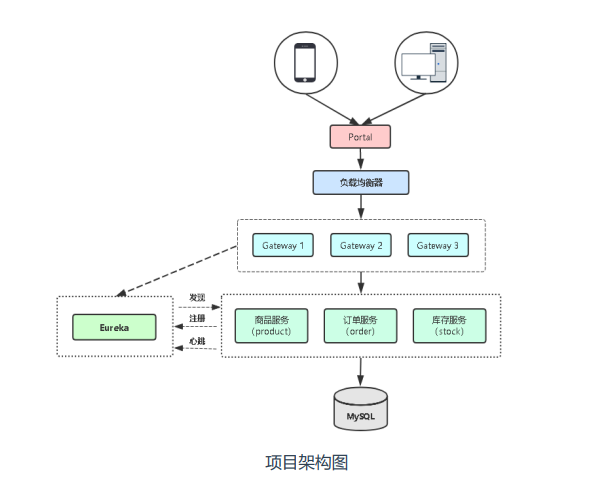 Portal
负载均衡器
Gateway 1
Gateway 2
Gateway 3
发现
注册
心跳
Eureka
商品服务
(product)
订单服务
(order)
库存服务
(stock)
MySQL
项目架构图